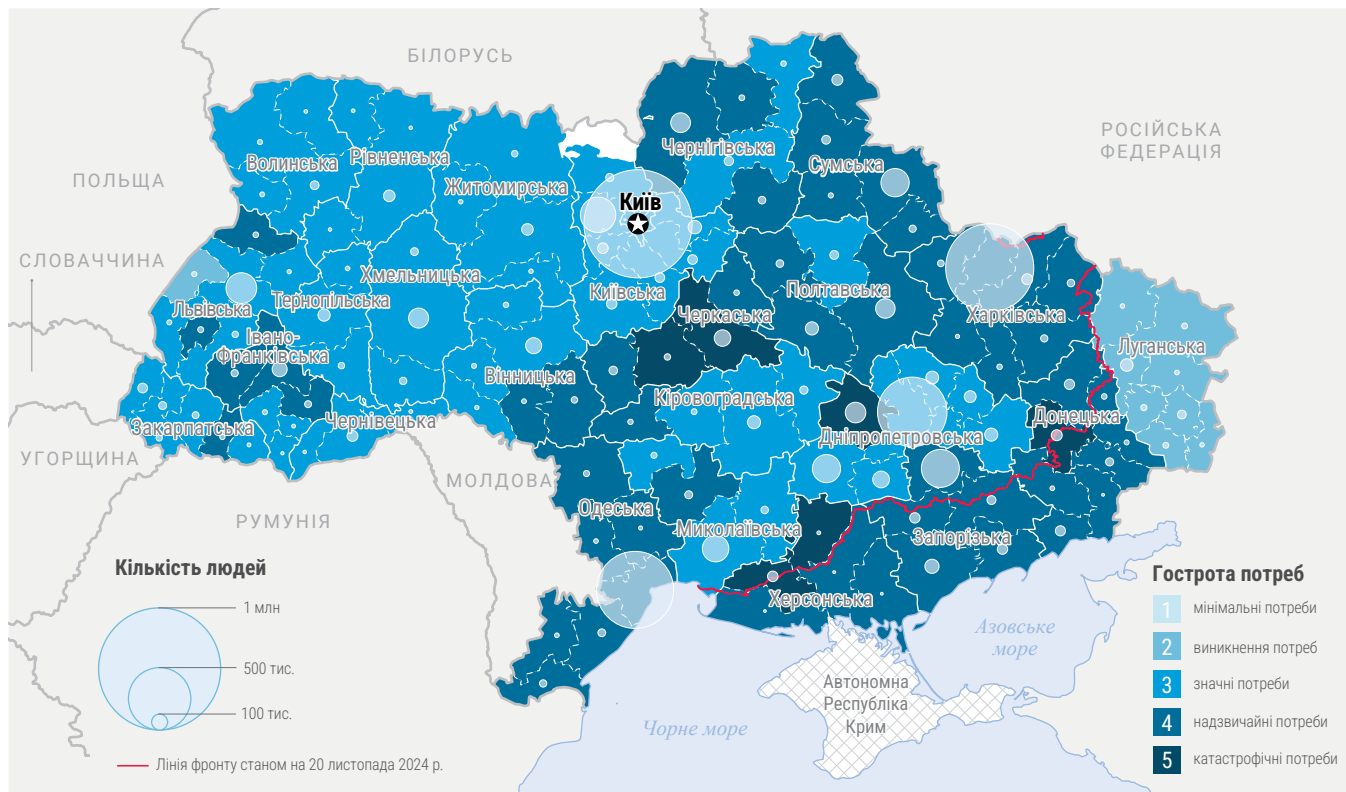 БІЛОРУСЬ
РОСІЙСЬКА
ФЕДЕРАЦІЯ
ПОЛЬЩА
СЛОВАЧЧИНА
УГОРЩИНА
РУМУНІЯ
МОЛДОВА
Волинська
Рівненська
Житомирська
Київ
Чернігівська
Сумська
Львівська
Тернопільська
Хмельницька
Київська
Черкаська
Полтавська
Харківська
Луганська
Івано-
Франківська
Вінницька
Кіровоградська
Закарпатська
Чернівецька
Дніпропетровська
Донецька
Одеська
Миколаївська
Запорізька
Херсонська
Автономна
Республіка
Крим
Азовське
море
Чорне море
Кількість людей
1 млн
500 тис.
100 тис.
Лінія фронту станом на 20 листопада 2024 р.
Гострота потреб
1 мінімальні потреби
2 виникнення потреб
3 значні потреби
4 надзвичайні потреби
5 катастрофічні потреби